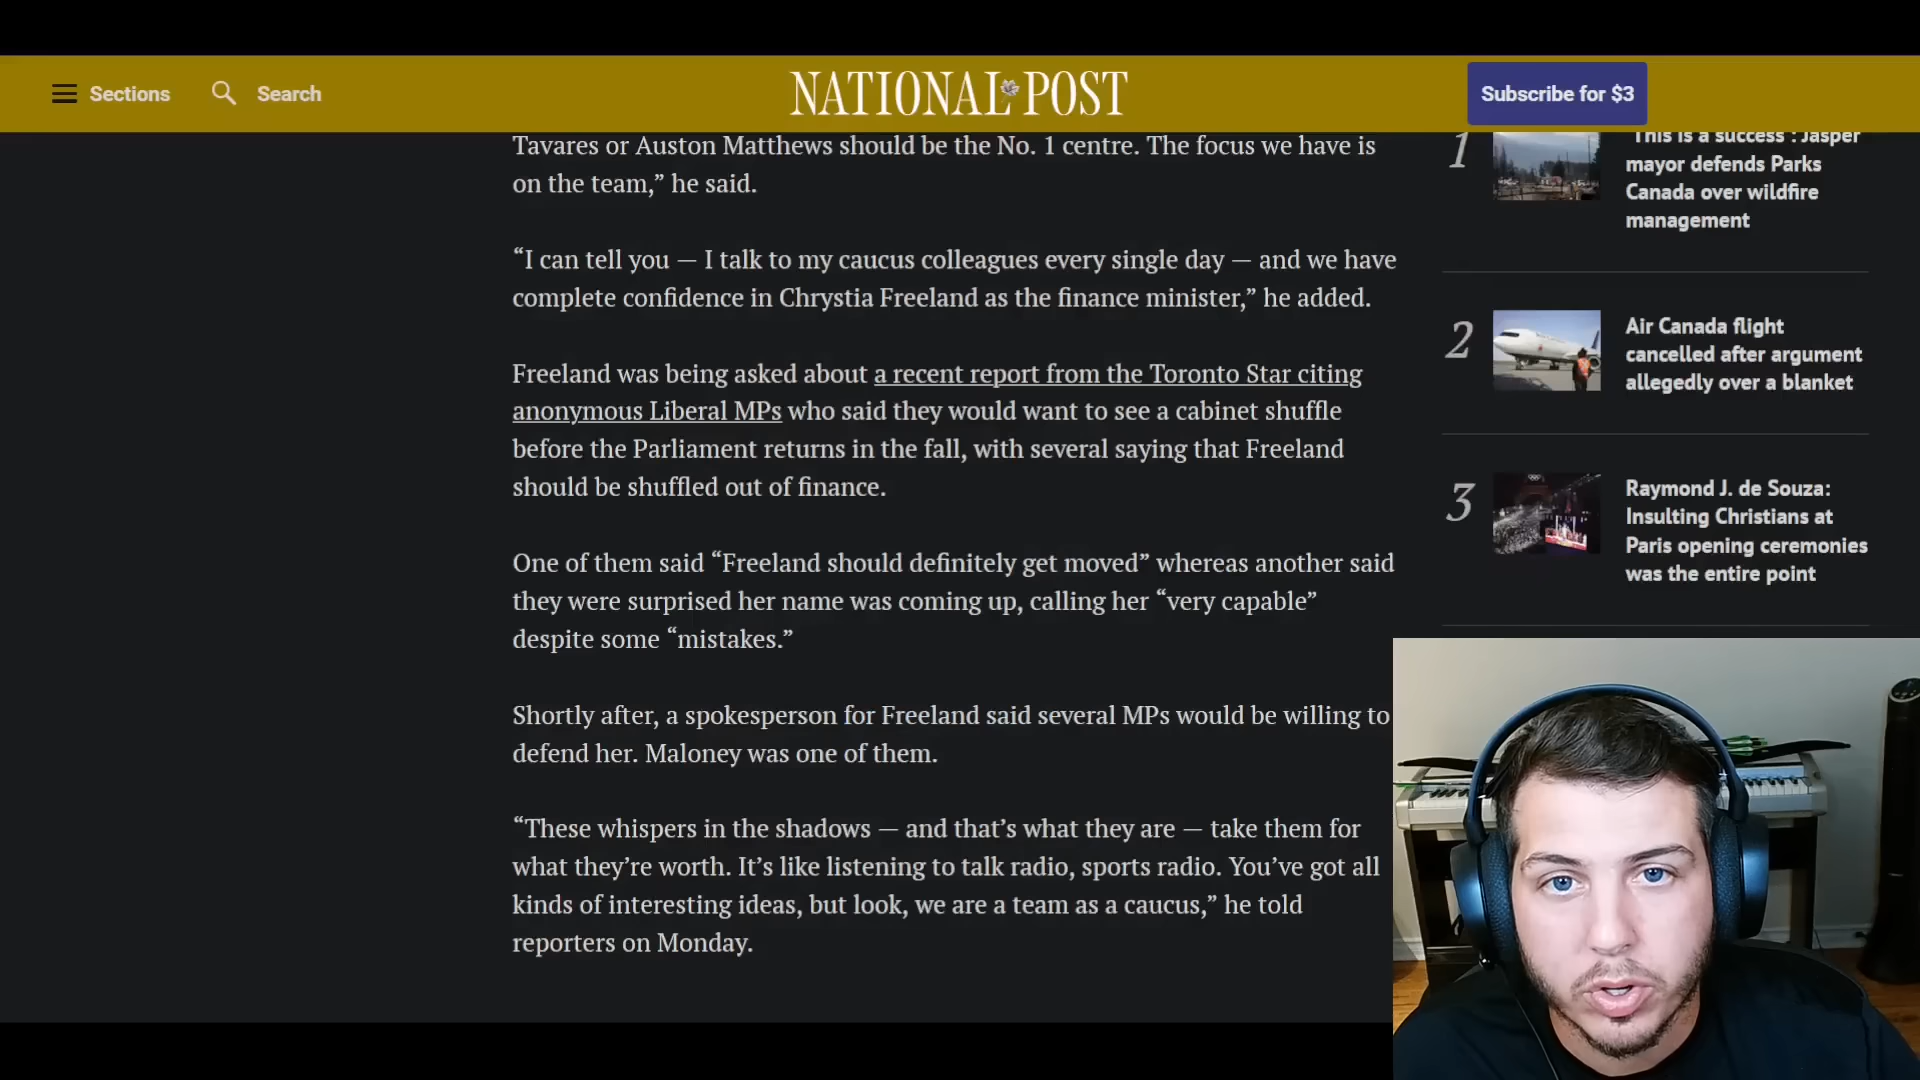 Sections
Search
NATIONAL POST
Subscribe for $3
Tavares or Auston Matthews should be the No. 1 centre. The focus we have is
on the team,” he said.
“I can tell you — I talk to my caucus colleagues every single day — and we have
complete confidence in Chrystia Freeland as the finance minister,” he added.
Freeland was being asked about a recent report from the Toronto Star citing
anonymous Liberal MPs who said they would want to see a cabinet shuffle
before the Parliament returns in the fall, with several saying that Freeland
should be shuffled out of finance.
One of them said “Freeland should definitely get moved” whereas another said
they were surprised her name was coming up, calling her “very capable”
despite some “mistakes.”
Shortly after, a spokesperson for Freeland said several MPs would be willing to
defend her. Maloney was one of them.
“These whispers in the shadows — and that’s what they are — take them for
what they’re worth. It’s like listening to talk radio, sports radio. You’ve got all
kinds of interesting ideas, but look, we are a team as a caucus,” he told
reporters on Monday.
1
'This is a success': Jasper
mayor defends Parks
Canada over wildfire
management
2
Air Canada flight
cancelled after argument
allegedly over a blanket
3
Raymond J. de Souza:
Insulting Christians at
Paris opening ceremonies
was the entire point